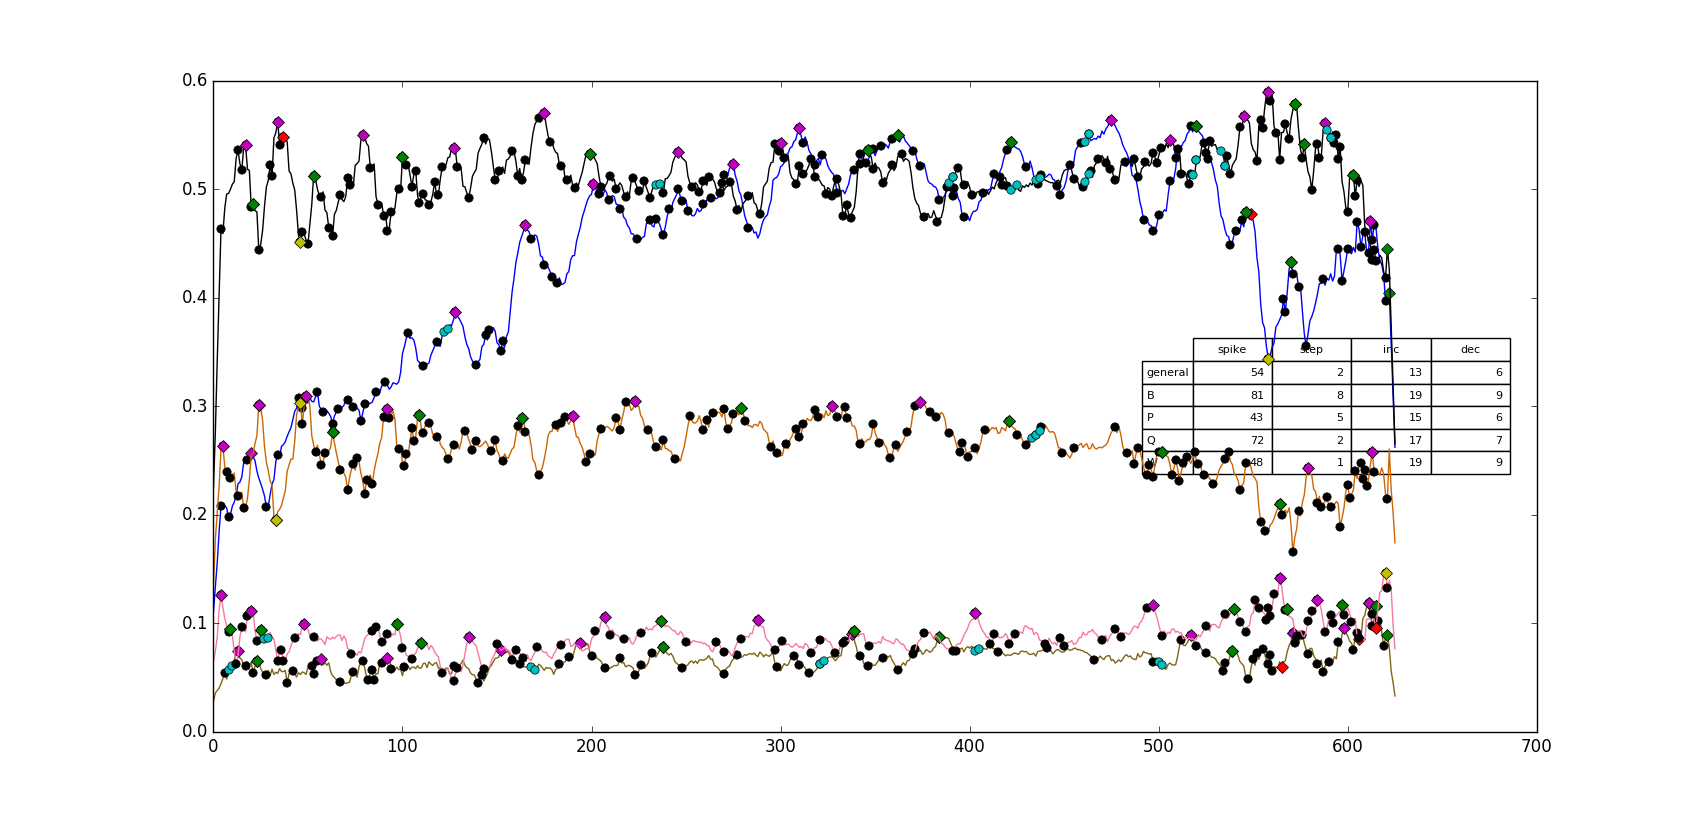 0.6
0.5
0.4
0.3
0.2
0.1
0.0
0 100 200 300 400 500 600 700
spike step inc dec
general 54 2 13 6
B 81 8 19 9
P 43 5 15 6
Q 72 2 17 7
48 1 19 9